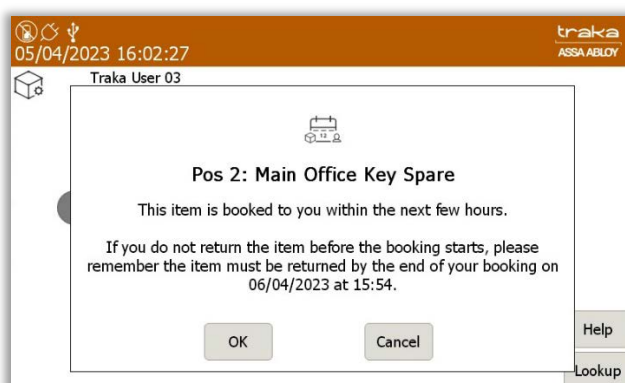 traka
05/04/2023 16:02:27
ASSA ABLOY
Traka User 03
12
Pos 2: Main Office Key Spare
This item is booked to you within the next few hours.
If you do not return the item before the booking starts, please
remember the item must be returned by the end of your booking on
06/04/2023 at 15:54.
OK
Cancel
Help
Lookup